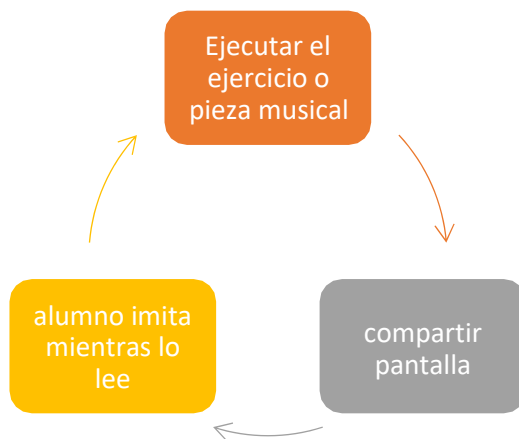 Ejecutar el
ejercicio o
pieza musical
compartir
pantalla
alumno imita
mientras lo
lee